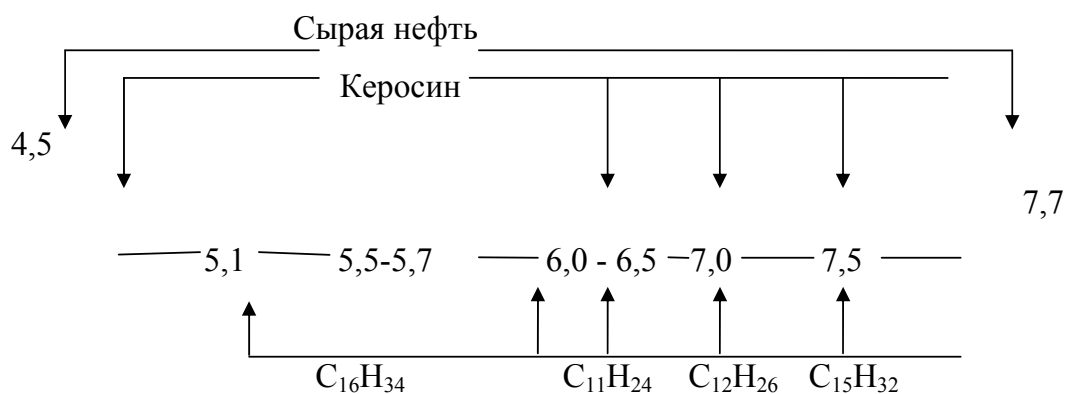 Сырая нефть
Керосин
4,5
7,7
5,1 5,5-5,7 6,0 - 6,5 7,0 7,5
C₁₆H₃₄ C₁₁H₂₄ C₁₂H₂₆ C₁₅H₃₂